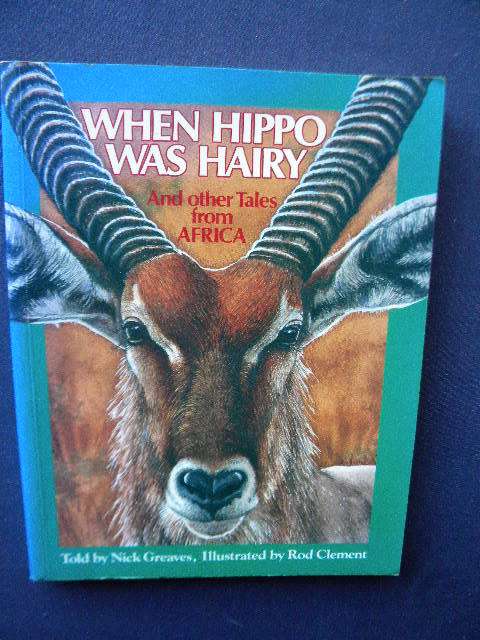 WHEN HIPPO
WAS HAIRY
And other Tales
from
AFRICA
Told by Nick Greaves, Illustrated by Rod Clement